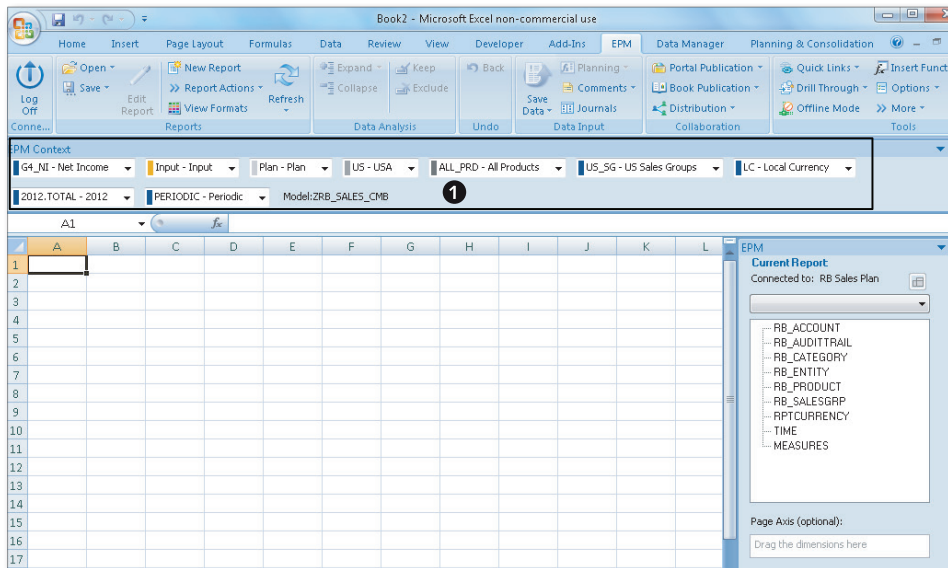 Book2 - Microsoft Excel non-commercial use
Home Insert Page Layout Formulas Data Review View Developer Add-Ins EPM Data Manager Planning & Consolidation
Open New Report Expand Keep Back Planning Portal Publication Quick Links Insert Funct
Save Report Actions Collapse Exclude Comments Book Publication Drill Through Options
Log Off Edit Report View Formats Refresh Save Data Journals Distribution Offline Mode More
Conne... Reports Data Analysis Undo Data Input Collaboration Tools
EPM Context
G4_NI - Net Income Input - Input Plan - Plan US - USA ALL_PRD - All Products US_SG - US Sales Groups LC - Local Currency
2012.TOTAL - 2012 PERIODIC - Periodic Model:ZRB_SALES_CMB 1
A1 fx
A B C D E F G H I J K L
1
2
3
4
5
6
7
8
9
10
11
12
13
14
15
16
17
EPM
Current Report
Connected to: RB Sales Plan
RB_ACCOUNT
RB_AUDITTRAIL
RB_CATEGORY
RB_ENTITY
RB_PRODUCT
RB_SALESGRP
RPTCURRENCY
TIME
MEASURES
Page Axis (optional):
Drag the dimensions here